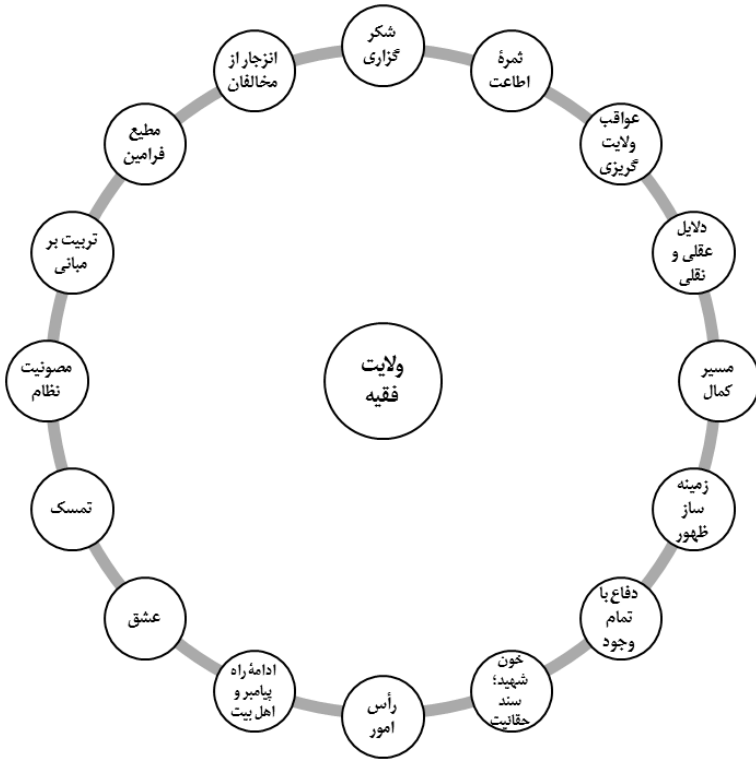 شکر
گزاری
ثمرهٔ
اطاعت
عواقب
ولایت
گریزی
دلایل
عقلی و
نقلی
مسیر
کمال
زمینه
ساز
ظهور
دفاع با
تمام
وجود
خون
شهید؛
سند
حقانیت
رأس
امور
ادامهٔ راه
پیامبر و
اهل بیت
عشق
تمسک
مصونیت
نظام
تربیت بر
مبانی
مطیع
فرامین
انزجار از
مخالفان
ولایت
فقیه